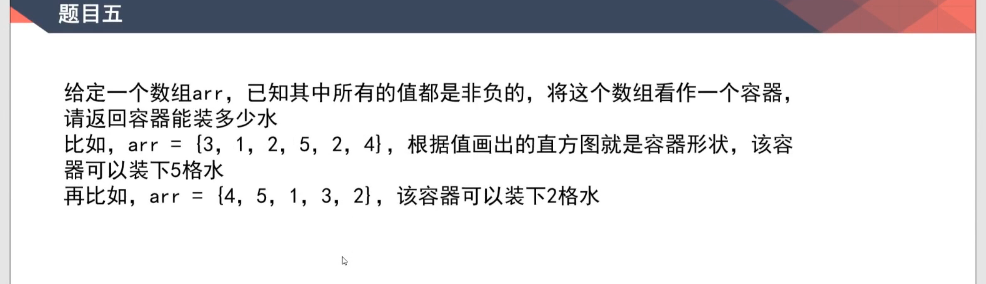 题目五
给定一个数组arr，已知其中所有的值都是非负的，将这个数组看作一个容器，
请返回容器能装多少水
比如，arr = {3，1，2，5，2，4}，根据值画出的直方图就是容器形状，该容
器可以装下5格水
再比如，arr = {4，5，1，3，2}，该容器可以装下2格水